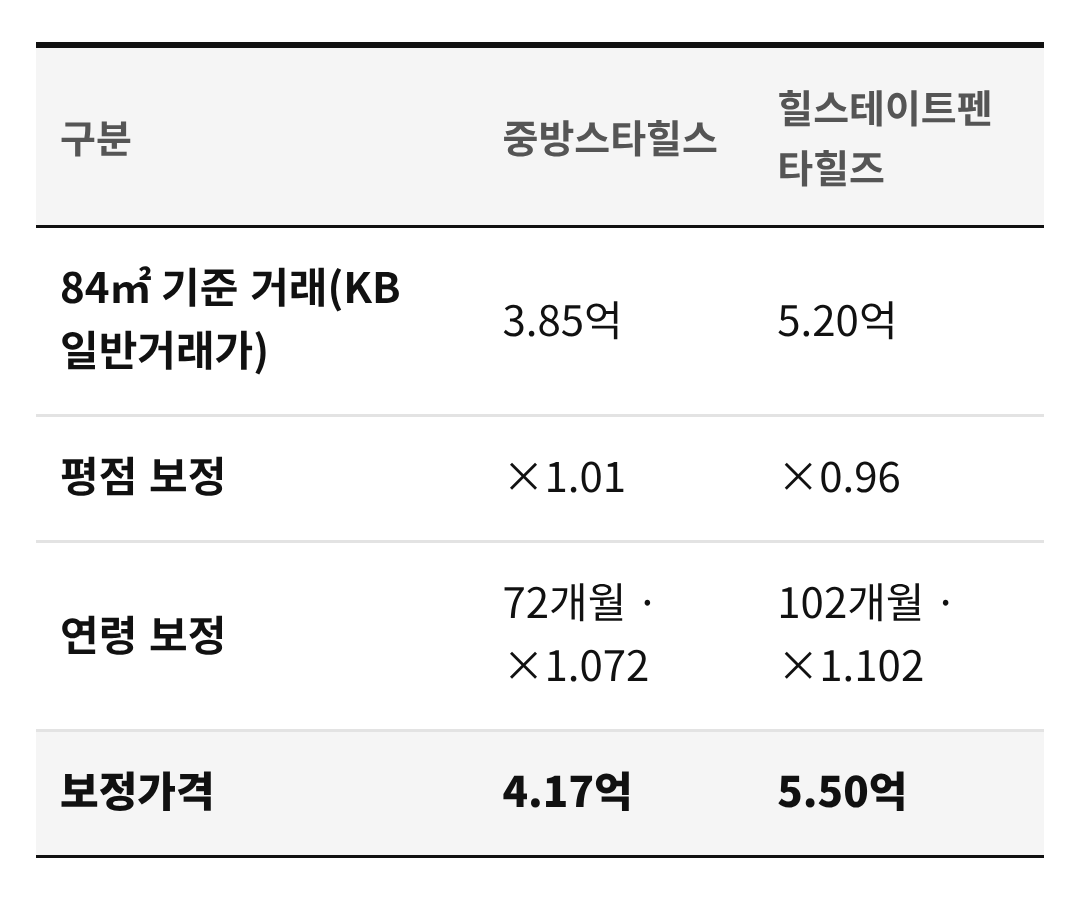 구분
중방스타힐스
힐스테이트펜
타힐즈
84㎡ 기준 거래(KB
일반거래가)
3.85억
5.20억
평점 보정
×1.01
×0.96
연령 보정
72개월 ·
×1.072
102개월 ·
×1.102
보정가격
4.17억
5.50억